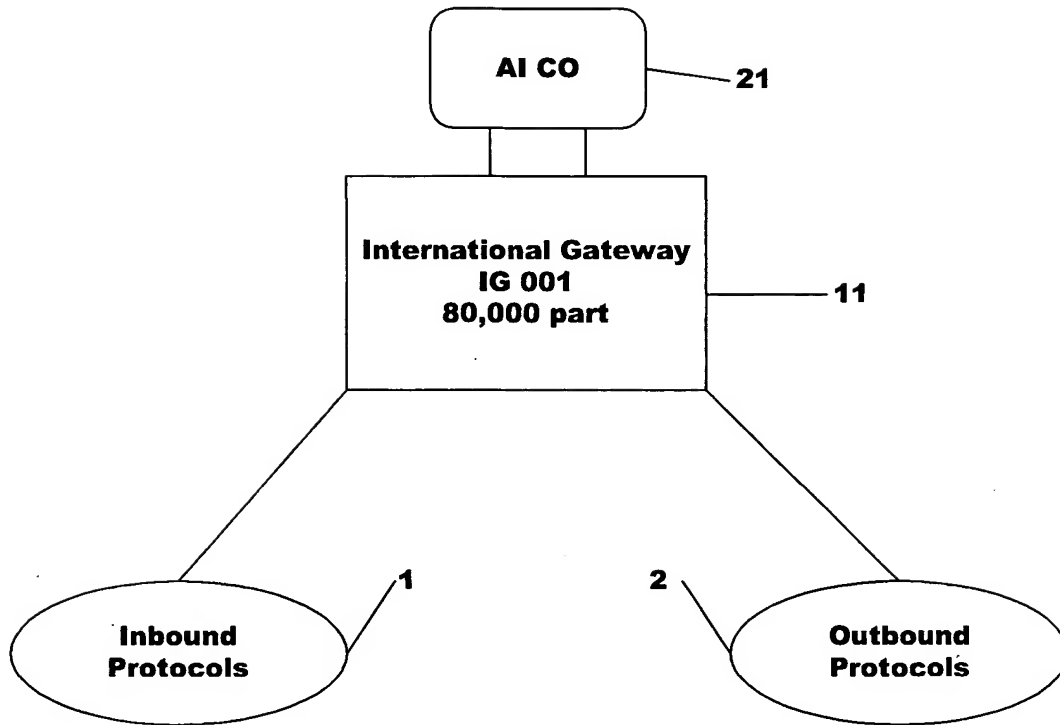 AI CO
21
International Gateway
IG 001
80,000 part
11
1
2
Inbound
Protocols
Outbound
Protocols